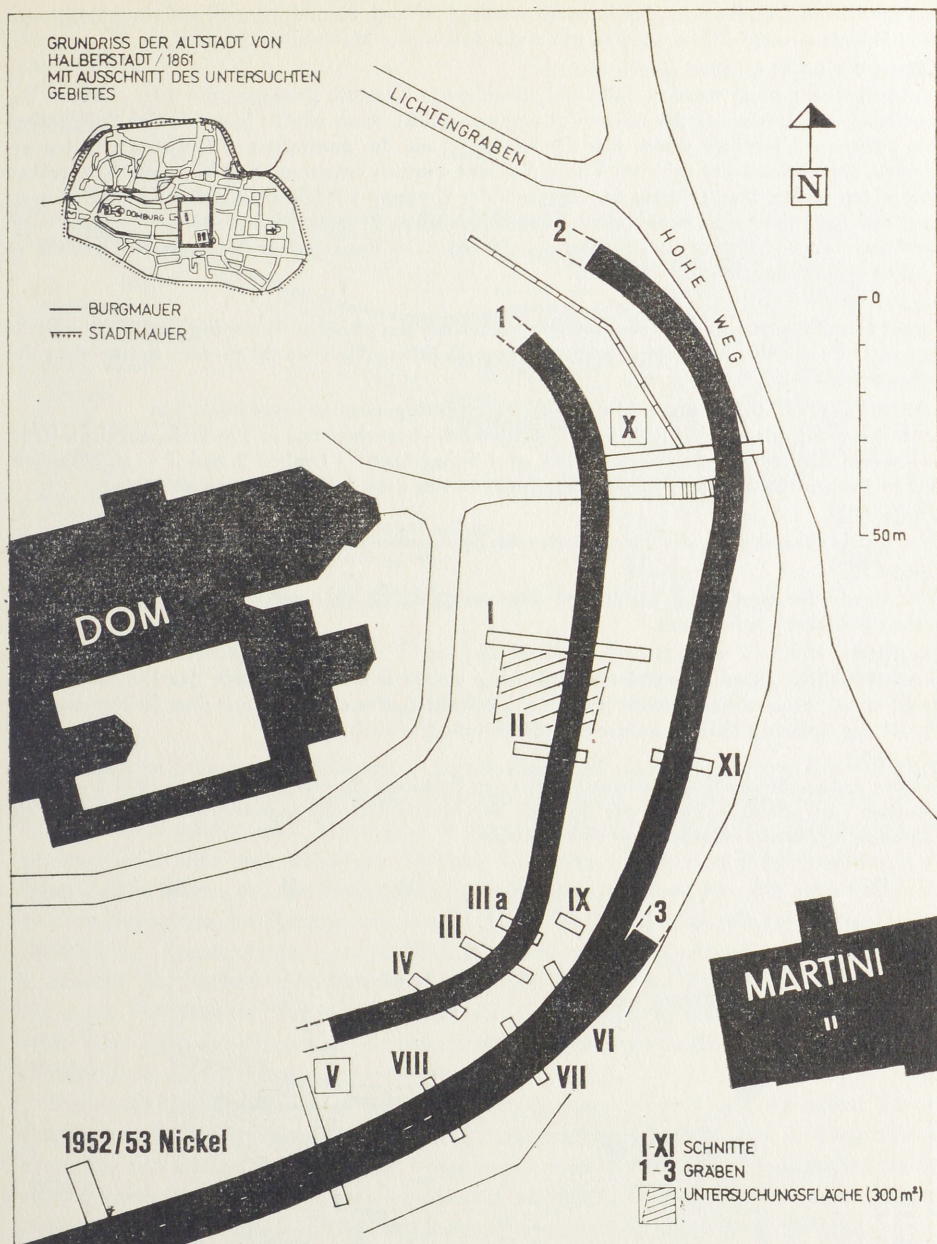 GRUNDRISS DER ALTSTADT VON
HALBERSTADT / 1861
MIT AUSSCHNITT DES UNTERSUCHTEN
GEBIETES
DOMBURG
BURGMAUER
STADTMAUER
LICHTENGRABEN
HOHE WEG
N
0
50m
2
1
X
DOM
I
II
XI
IIIa
IX
3
III
IV
MARTINI
VI
V
VIII
VII
1952/53 Nickel
I-XI SCHNITTE
1-3 GRÄBEN
UNTERSUCHUNGSFLÄCHE (300 m²)